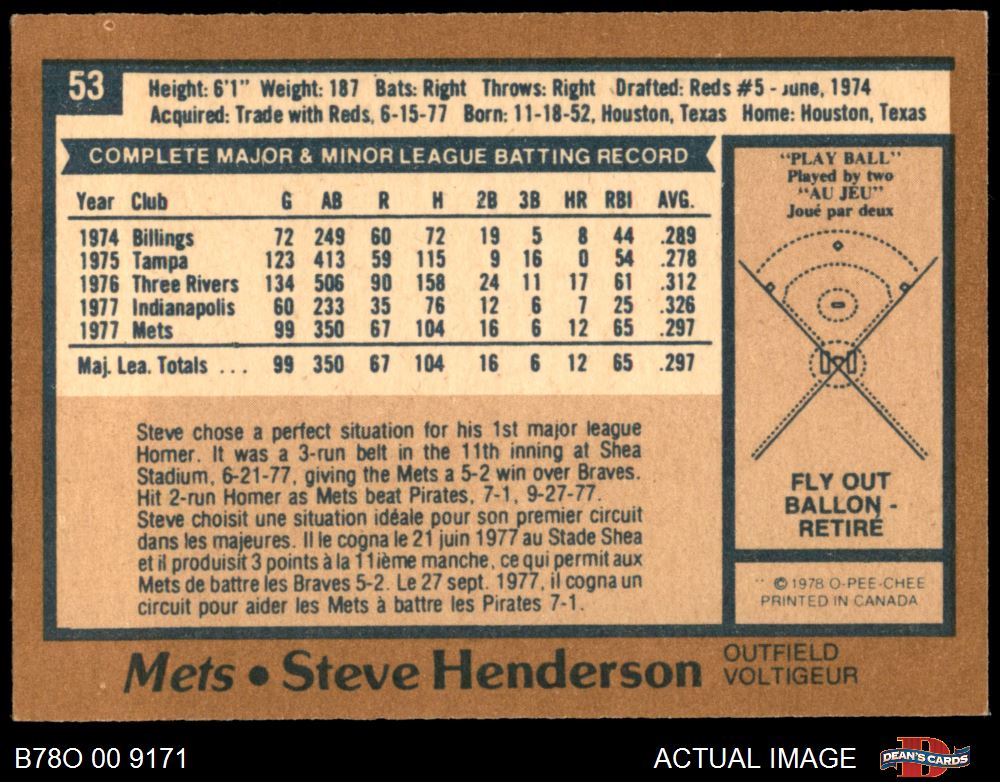 53
Height: 6'1" Weight: 187 Bats: Right Throws: Right Drafted: Reds #5 - June, 1974
Acquired: Trade with Reds, 6-15-77 Born: 11-18-52, Houston, Texas Home: Houston, Texas
COMPLETE MAJOR & MINOR LEAGUE BATTING RECORD
Year Club G AB R H 2B 3B HR RBI AVG.
1974 Billings 72 249 60 72 19 5 8 44 .289
1975 Tampa 123 413 59 115 9 16 0 54 .278
1976 Three Rivers 134 506 90 158 24 11 17 61 .312
1977 Indianapolis 60 233 35 76 12 6 7 25 .326
1977 Mets 99 350 67 104 16 6 12 65 .297
Maj. Lea. Totals ... 99 350 67 104 16 6 12 65 .297
Steve chose a perfect situation for his 1st major league
Homer. It was a 3-run belt in the 11th inning at Shea
Stadium, 6-21-77, giving the Mets a 5-2 win over Braves.
Hit 2-run Homer as Mets beat Pirates, 7-1, 9-27-77.
Steve choisit une situation idéale pour son premier circuit
dans les majeures. Il le cogna le 21 juin 1977 au Stade Shea
et il produisit 3 points à la 11ième manche, ce qui permit aux
Mets de battre les Braves 5-2. Le 27 sept. 1977, il cogna un
circuit pour aider les Mets à battre les Pirates 7-1.
"PLAY BALL"
Played by two
"AU JEU"
Joué par deux
FLY OUT
BALLON -
RETIRÉ
© 1978 O-PEE-CHEE
PRINTED IN CANADA
Mets • Steve Henderson
OUTFIELD
VOLTIGEUR
B78O 00 9171
ACTUAL IMAGE
DEAN'S CARDS